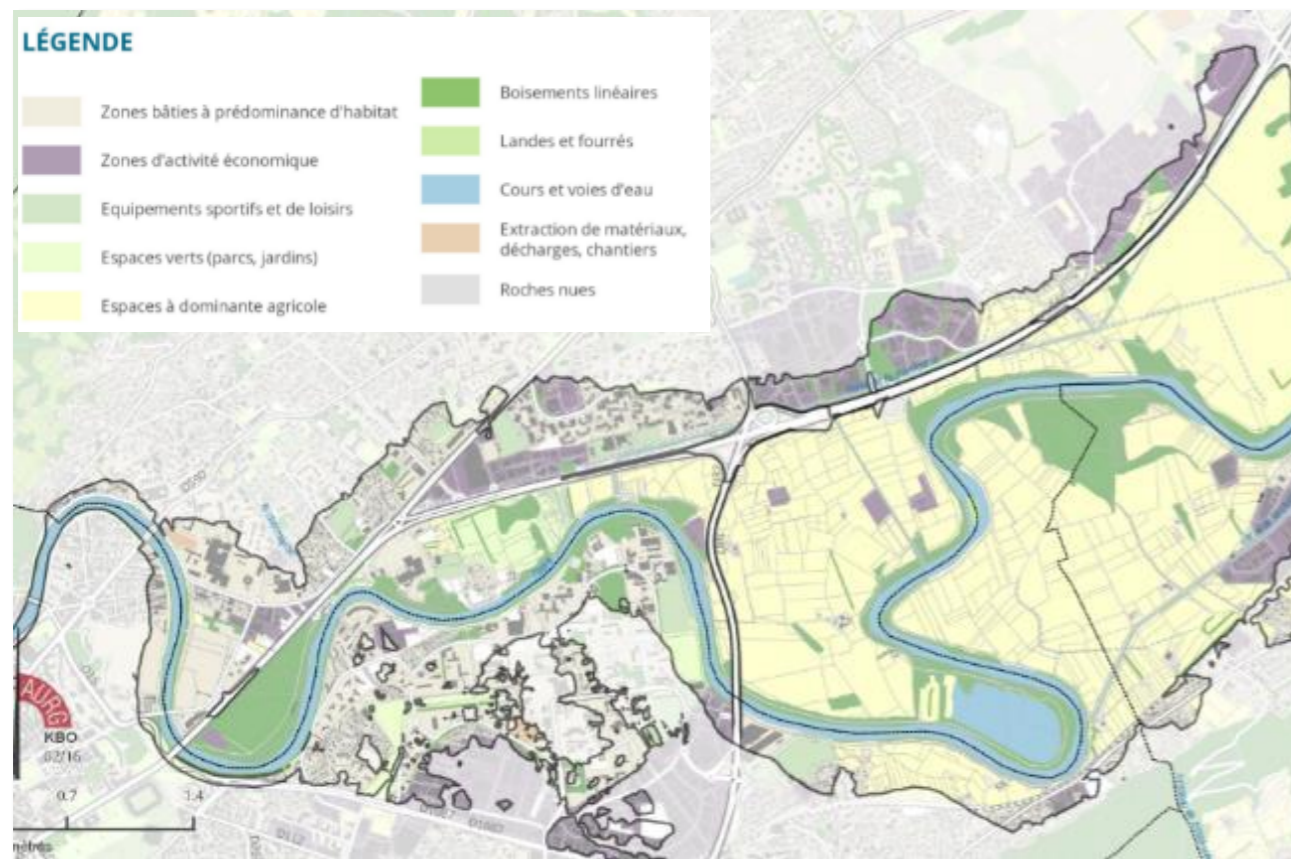 LÉGENDE
Zones bâties à prédominance d'habitat
Zones d'activité économique
Equipements sportifs et de loisirs
Espaces verts (parcs, jardins)
Espaces à dominante agricole
Boisements linéaires
Landes et fourrés
Cours et voies d'eau
Extraction de matériaux,
décharges, chantiers
Roches nues
D590
AURG
KBO
02/16
0.7
1.4